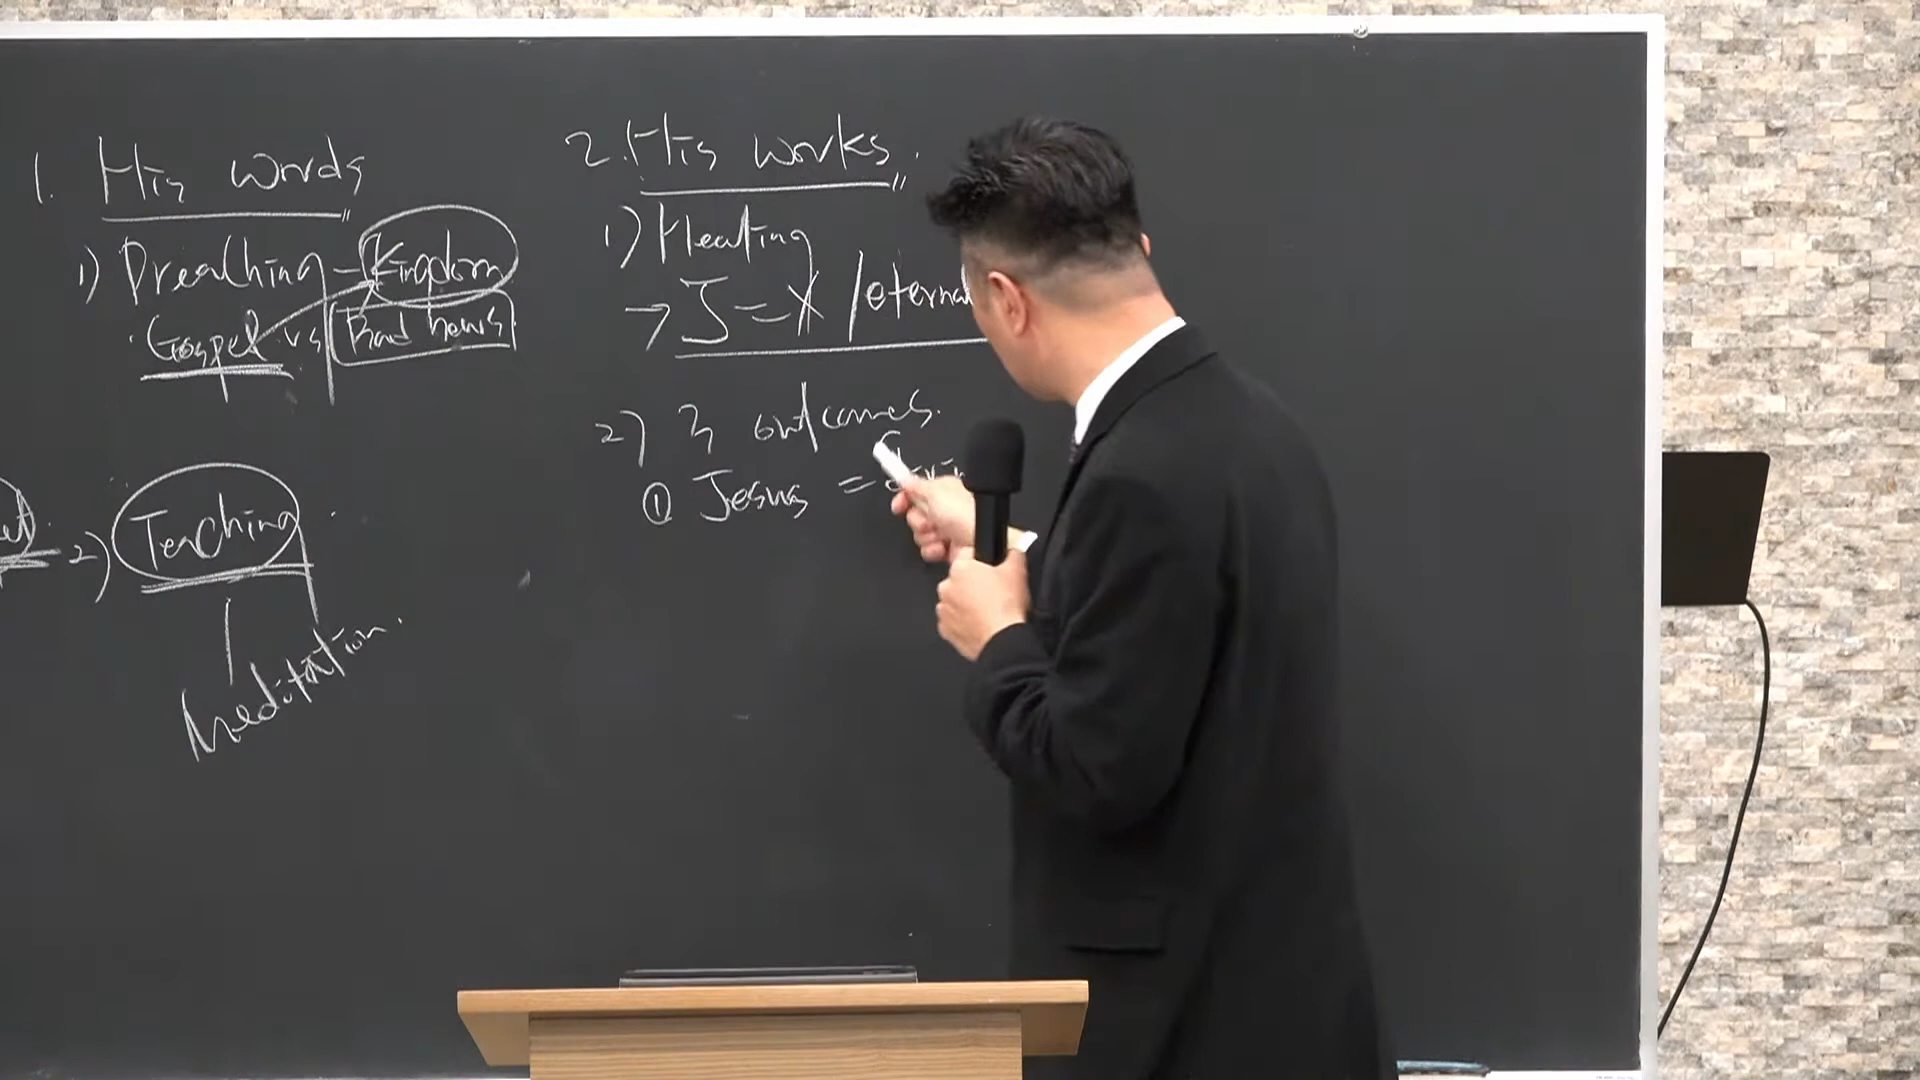 1. His words
1) Preaching - Kingdom
· Gospel vs Bad news
2) Teaching
Meditation.
2. His works.
1) Healing
→ J = X / eternal
2) 3 outcomes.
① Jesus =